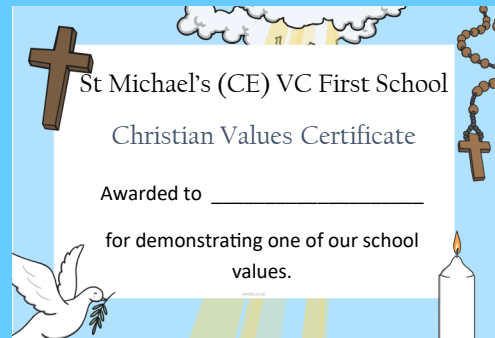 St Michael's (CE) VC First School
Christian Values Certificate
Awarded to ____________________
for demonstrating one of our school
values.